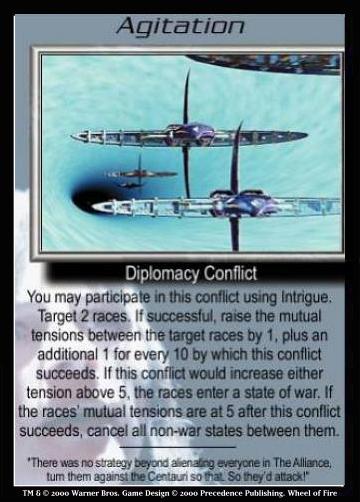 Agitation
Diplomacy Conflict
You may participate in this conflict using Intrigue.
Target 2 races. If successful, raise the mutual
tensions between the target races by 1, plus an
additional 1 for every 10 by which this conflict
succeeds. If this conflict would increase either
tension above 5, the races enter a state of war. If
the races' mutual tensions are at 5 after this conflict
succeeds, cancel all non-war states between them.
"There was no strategy beyond alienating everyone in The Alliance,
turn them against the Centauri so that. So they'd attack!"
TM & © 2000 Warner Bros. Game Design © 2000 Precedence Publishing. Wheel of Fire